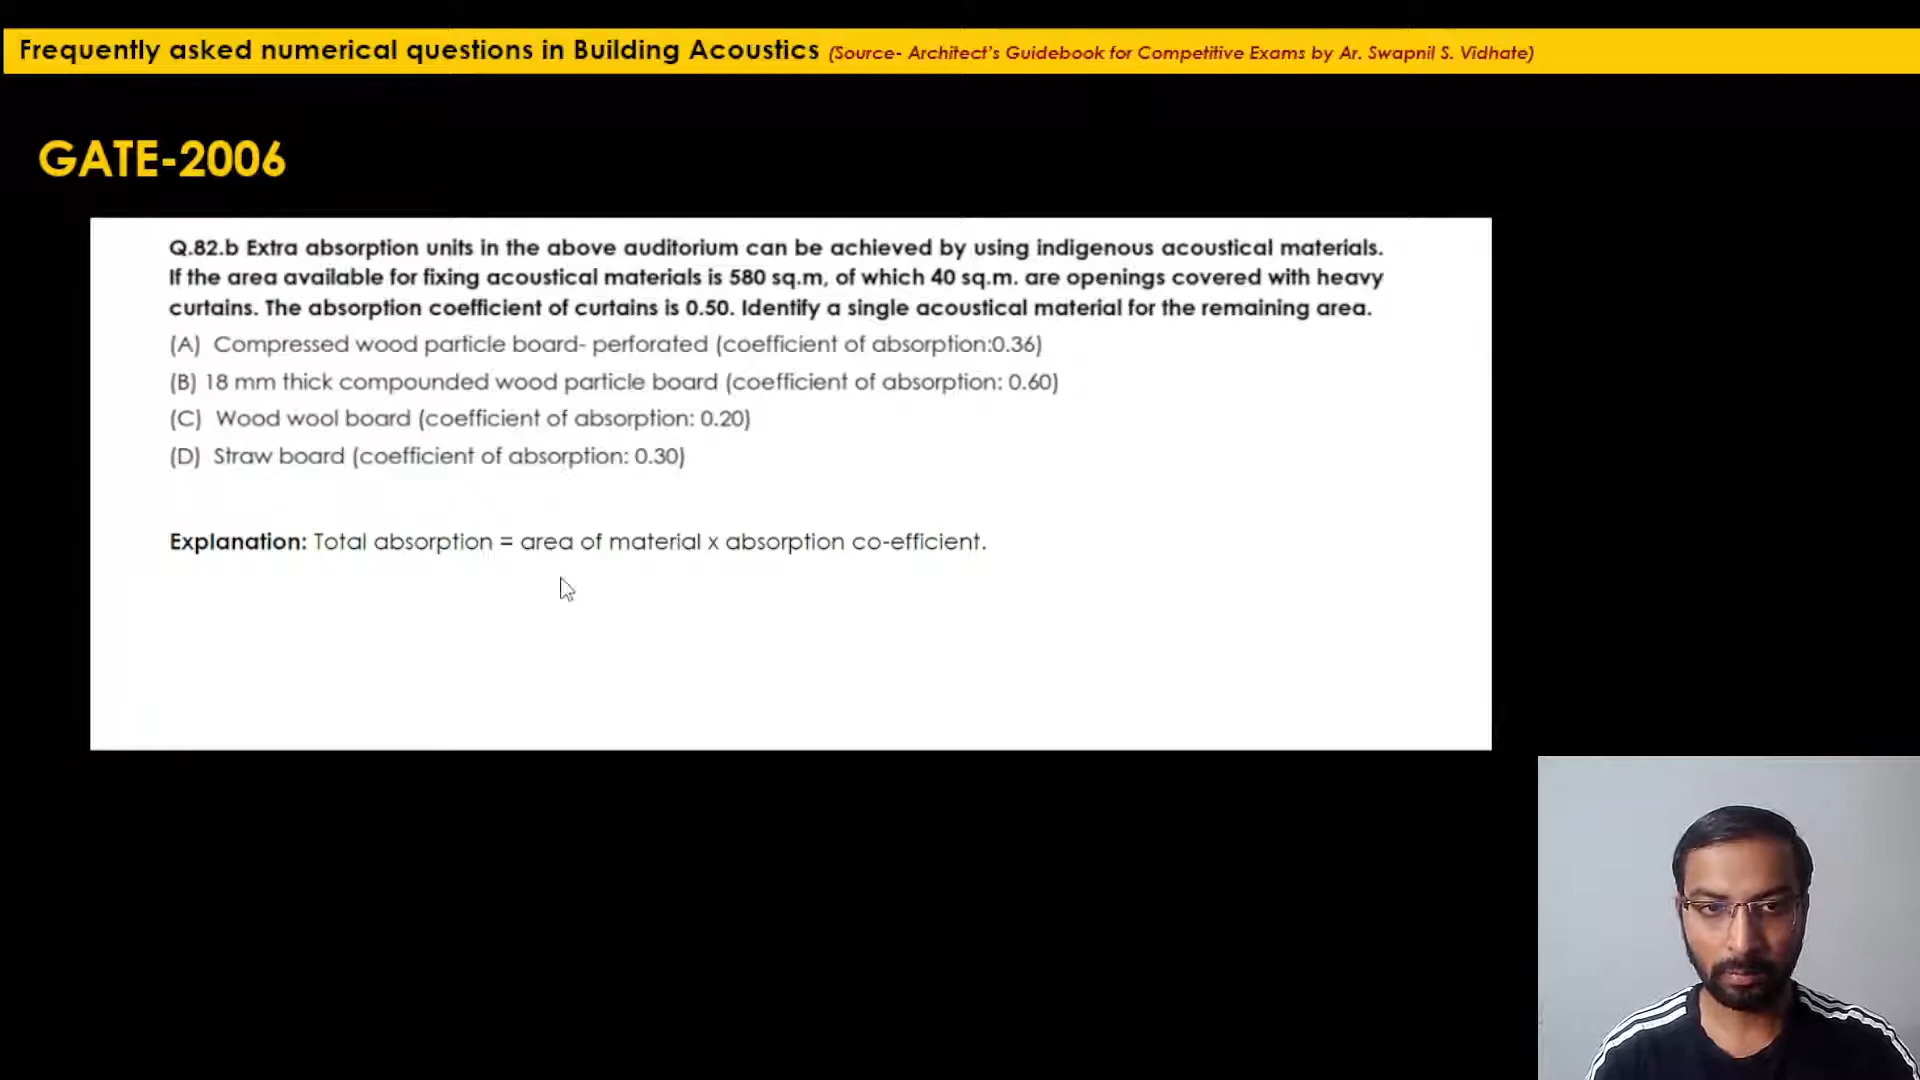 Frequently asked numerical questions in Building Acoustics (Source- Architect's Guidebook for Competitive Exams by Ar. Swapnil S. Vidhate)
GATE-2006
Q.82.b Extra absorption units in the above auditorium can be achieved by using indigenous acoustical materials.
If the area available for fixing acoustical materials is 580 sq.m, of which 40 sq.m. are openings covered with heavy
curtains. The absorption coefficient of curtains is 0.50. Identify a single acoustical material for the remaining area.
(A) Compressed wood particle board- perforated (coefficient of absorption:0.36)
(B) 18 mm thick compounded wood particle board (coefficient of absorption: 0.60)
(C) Wood wool board (coefficient of absorption: 0.20)
(D) Straw board (coefficient of absorption: 0.30)
Explanation: Total absorption = area of material x absorption co-efficient.